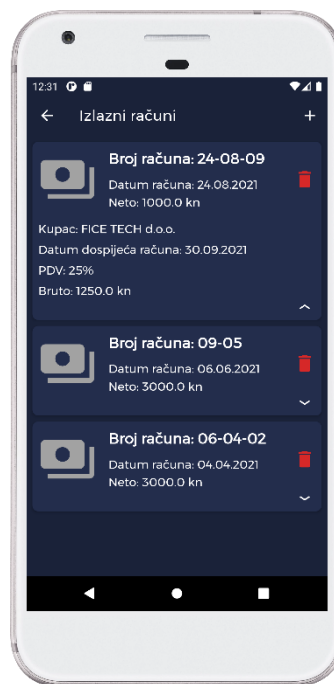 12:31
Izlazni računi
Broj računa: 24-08-09
Datum računa: 24.08.2021
Neto: 1000.0 kn
Kupac: FICE TECH d.o.o.
Datum dospijeća računa: 30.09.2021
PDV: 25%
Bruto: 1250.0 kn
Broj računa: 09-05
Datum računa: 06.06.2021
Neto: 3000.0 kn
Broj računa: 06-04-02
Datum računa: 04.04.2021
Neto: 3000.0 kn